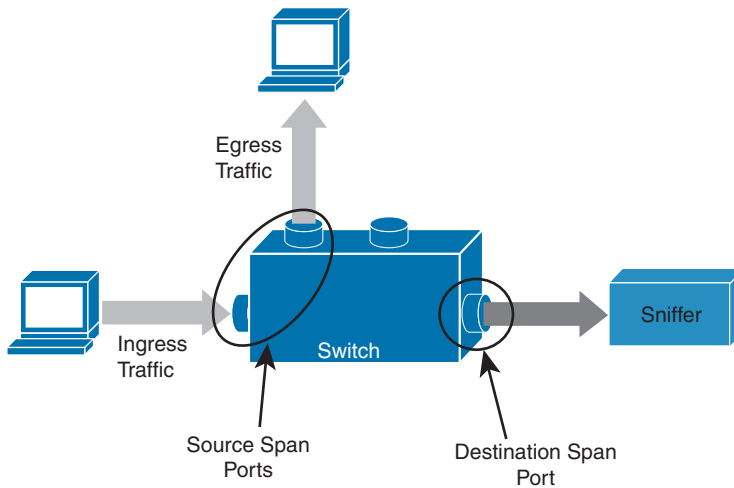 Egress
Traffic
Ingress
Traffic
Switch
Sniffer
Source Span
Ports
Destination Span
Port